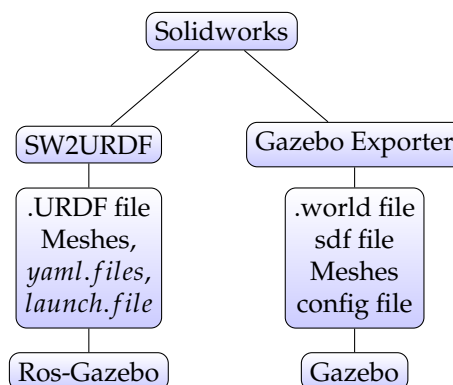 Solidworks
SW2URDF
Gazebo Exporter
.URDF file
Meshes,
yaml.files,
launch.file
.world file
sdf file
Meshes
config file
Ros-Gazebo
Gazebo